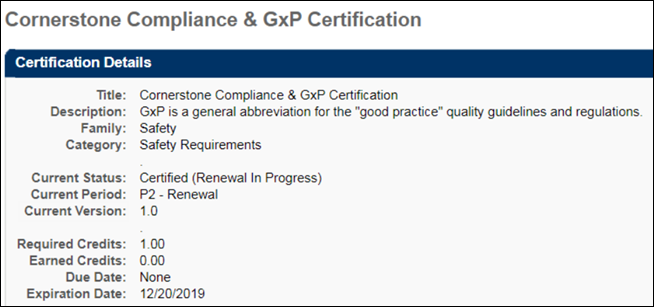 Cornerstone Compliance & GxP Certification
Certification Details
Title: Cornerstone Compliance & GxP Certification
Description: GxP is a general abbreviation for the "good practice" quality guidelines and regulations.
Family: Safety
Category: Safety Requirements
.
Current Status: Certified (Renewal In Progress)
Current Period: P2 - Renewal
Current Version: 1.0
.
Required Credits: 1.00
Earned Credits: 0.00
Due Date: None
Expiration Date: 12/20/2019